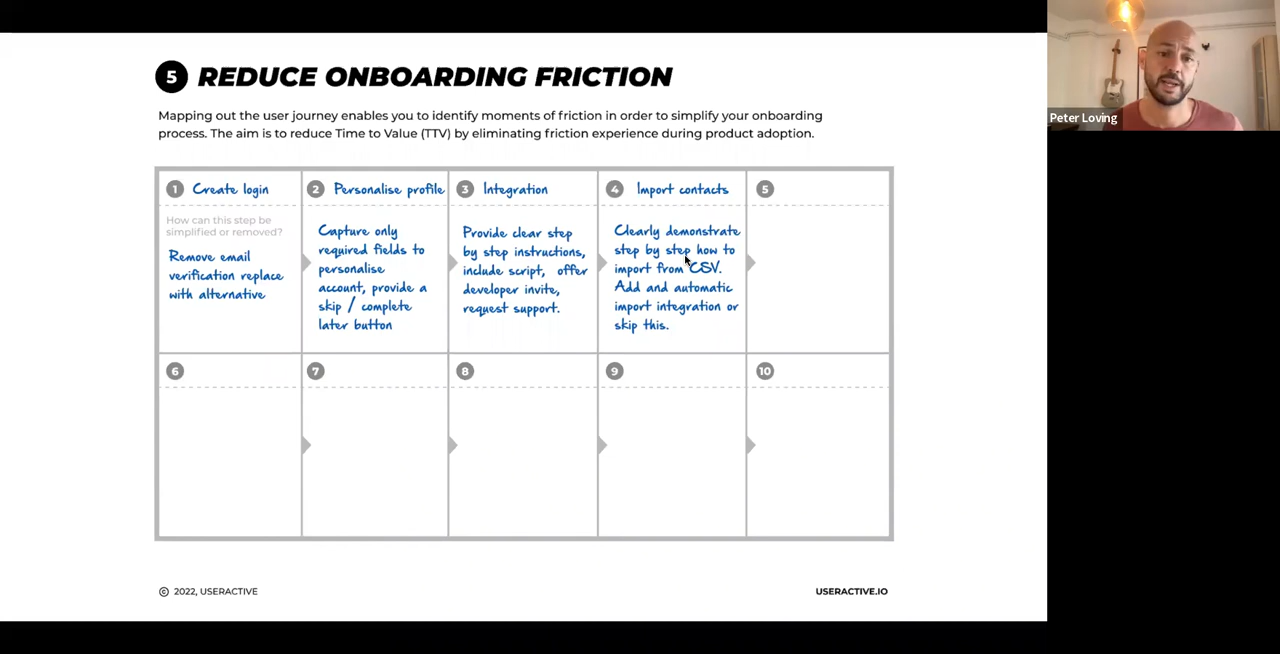 5 REDUCE ONBOARDING FRICTION
Mapping out the user journey enables you to identify moments of friction in order to simplify your onboarding
process. The aim is to reduce Time to Value (TTV) by eliminating friction experience during product adoption.
1 Create login
How can this step be
simplified or removed?
Remove email
verification replace
with alternative
2 Personalise profile
Capture only
required fields to
personalise
account, provide a
skip / complete
later button
3 Integration
Provide clear step
by step instructions,
include script, offer
developer invite,
request support.
4 Import contacts
Clearly demonstrate
step by step how to
import from CSV.
Add and automatic
import integration or
skip this.
5
6
7
8
9
10
© 2022, USERACTIVE
USERACTIVE.IO
Peter Loving